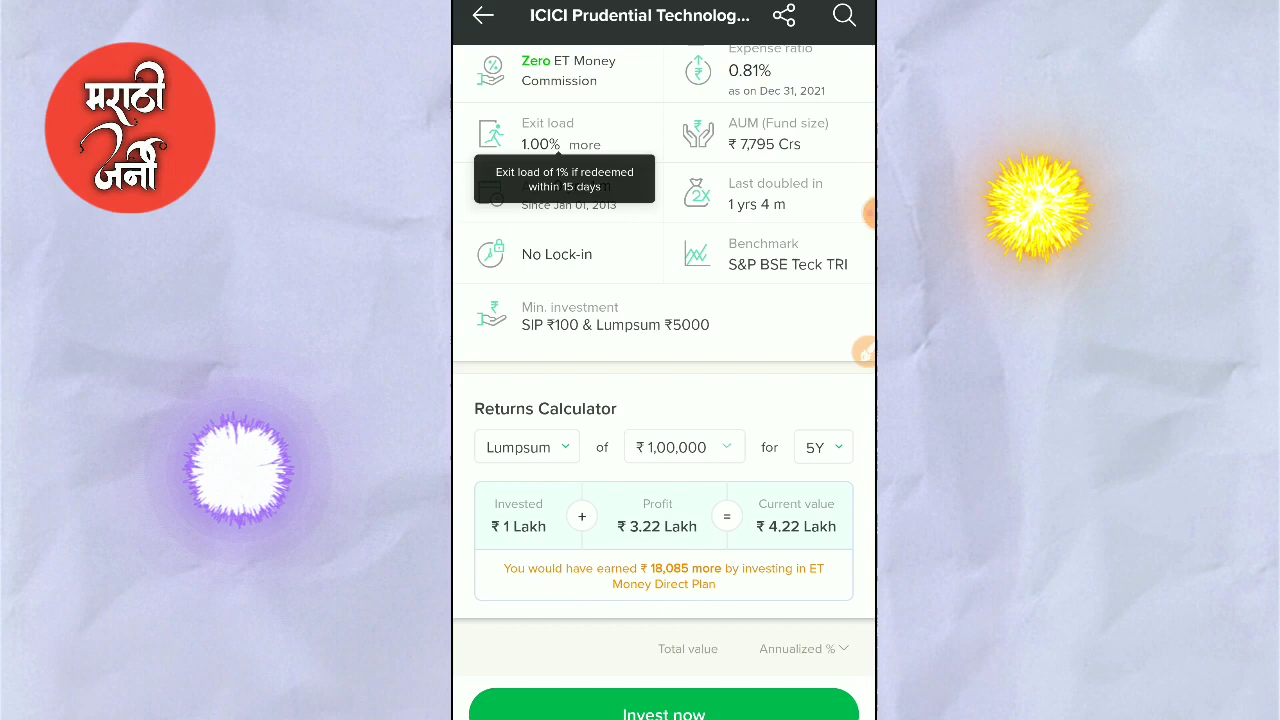 मराठी
जर्नी
ICICI Prudential Technolog...
Zero ET Money
Commission
Expense ratio
0.81%
as on Dec 31, 2021
Exit load
1.00% more
AUM (Fund size)
₹ 7,795 Crs
Exit load of 1% if redeemed
within 15 days
Since Jan 01, 2013
2X
Last doubled in
1 yrs 4 m
No Lock-in
Benchmark
S&P BSE Teck TRI
Min. investment
SIP ₹100 & Lumpsum ₹5000
Returns Calculator
Lumpsum of ₹ 1,00,000 for 5Y
Invested
₹ 1 Lakh
+
Profit
₹ 3.22 Lakh
=
Current value
₹ 4.22 Lakh
You would have earned ₹ 18,085 more by investing in ET
Money Direct Plan
Total value Annualized %
Invest now